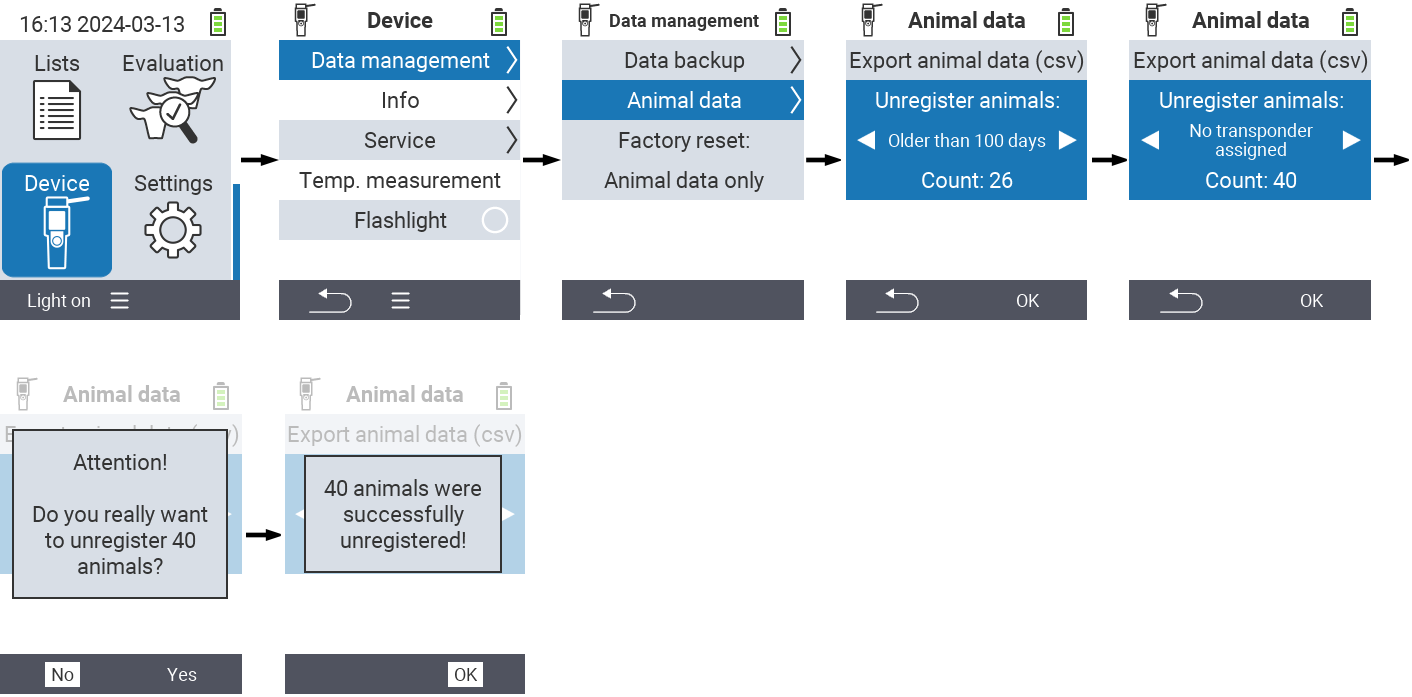 16:13 2024-03-13
Lists
Evaluation
Device
Settings
Light on
Device
Data management
Info
Service
Temp. measurement
Flashlight
Data management
Data backup
Animal data
Factory reset:
Animal data only
Animal data
Export animal data (csv)
Unregister animals:
Older than 100 days
Count: 26
OK
Animal data
Export animal data (csv)
Unregister animals:
No transponder
assigned
Count: 40
OK
Animal data
Attention!
Do you really want
to unregister 40
animals?
No
Yes
Animal data
Export animal data (csv)
40 animals were
successfully
unregistered!
OK